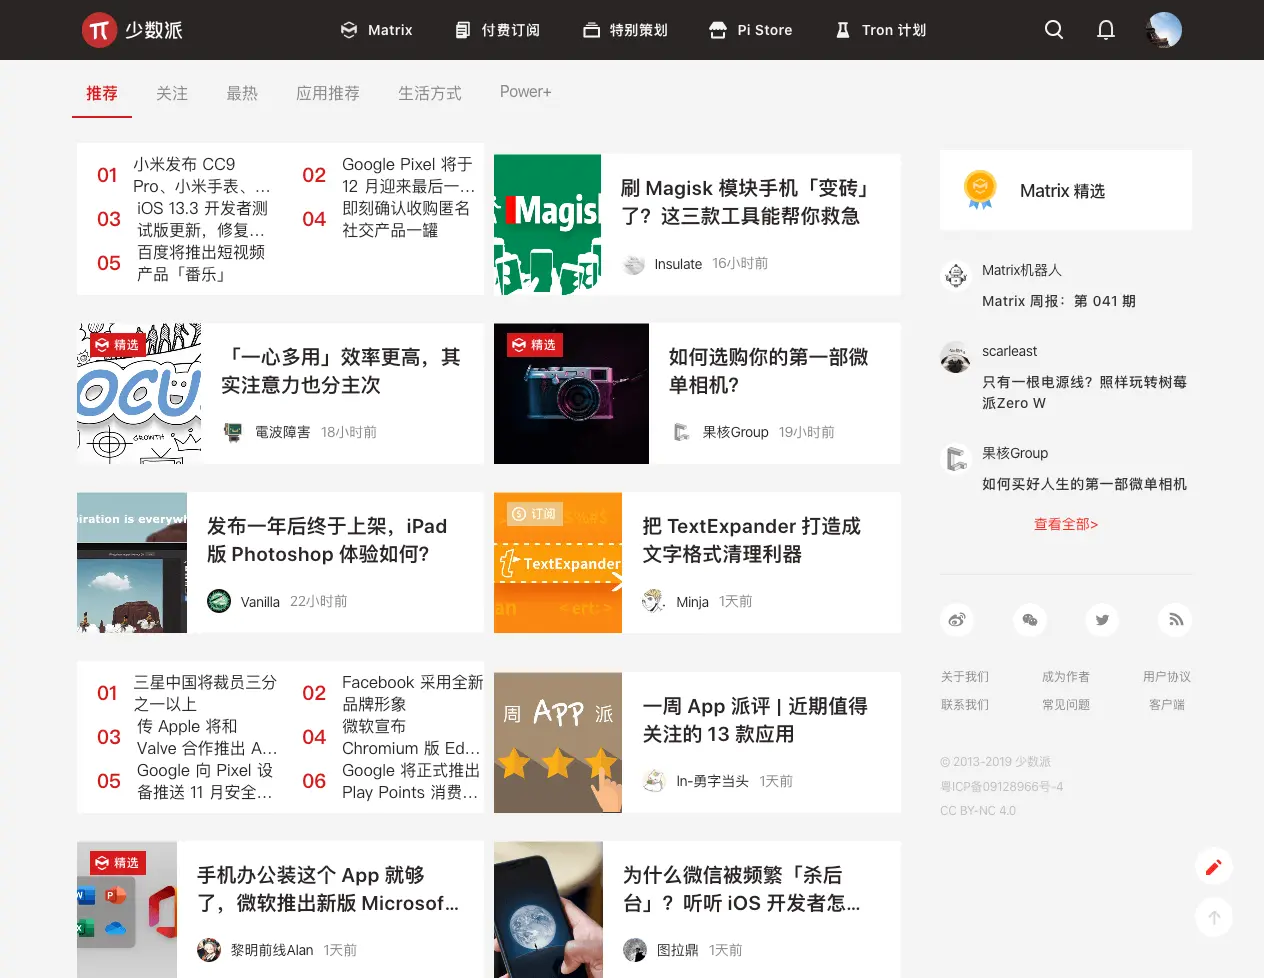 少数派
Matrix
付费订阅
特别策划
Pi Store
Tron 计划
推荐
关注
最热
应用推荐
生活方式
Power+
01
小米发布 CC9
Pro、小米手表、...
02
Google Pixel 将于
12 月迎来最后一...
03
iOS 13.3 开发者测
试版更新，修复...
04
即刻确认收购匿名
社交产品一罐
05
百度将推出短视频
产品「番乐」
Magisk
刷 Magisk 模块手机「变砖」
了？这三款工具能帮你救急
Insulate
16小时前
精选
OCU
GROWTH
「一心多用」效率更高，其
实注意力也分主次
電波障害
18小时前
精选
如何选购你的第一部微
单相机？
果核Group
19小时前
piration is everywh
发布一年后终于上架，iPad
版 Photoshop 体验如何？
Vanilla
22小时前
订阅
%#$
TextExpander
an
<ert:>
把 TextExpander 打造成
文字格式清理利器
Minja
1天前
01
三星中国将裁员三分
之一以上
02
Facebook 采用全新
品牌形象
03
传 Apple 将和
Valve 合作推出 A...
04
微软宣布
Chromium 版 Ed...
05
Google 向 Pixel 设
备推送 11 月安全...
06
Google 将正式推出
Play Points 消费...
周 APP 派
一周 App 派评 | 近期值得
关注的 13 款应用
ln-勇字当头
1天前
精选
W
P
X
手机办公装这个 App 就够
了，微软推出新版 Microsof...
黎明前线Alan
1天前
为什么微信被频繁「杀后
台」？听听 iOS 开发者怎...
图拉鼎
1天前
Matrix 精选
Matrix机器人
Matrix 周报：第 041 期
scarleast
只有一根电源线？照样玩转树莓
派Zero W
果核Group
如何买好人生的第一部微单相机
查看全部>
关于我们
成为作者
用户协议
联系我们
常见问题
客户端
© 2013-2019 少数派
粤ICP备09128966号-4
CC BY-NC 4.0